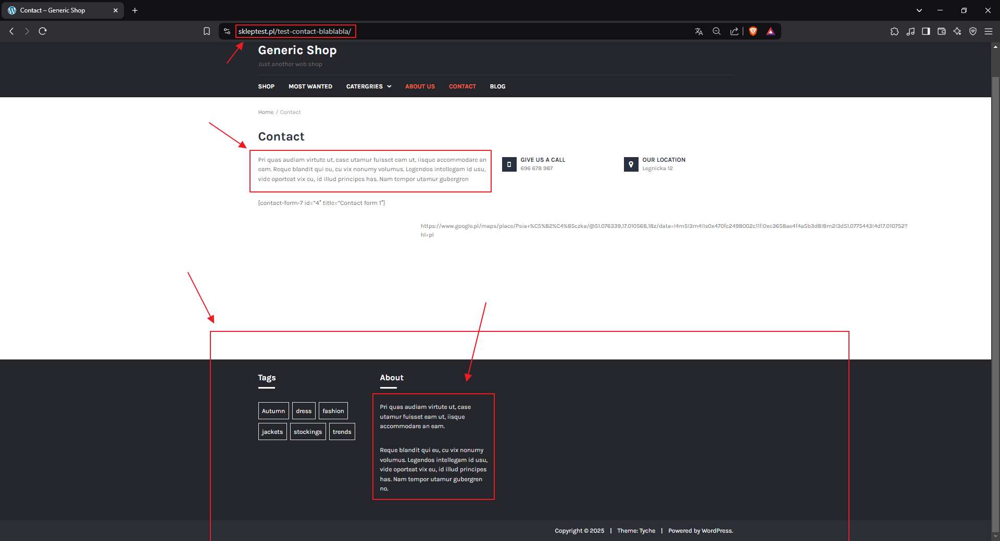 Contact – Generic Shop
skleptest.pl/test-contact-blablabla/
Generic Shop
Just another web shop
SHOP MOST WANTED CATERGRIES ABOUT US CONTACT BLOG
Home / Contact
Contact
Pri quas audiam virtute ut, case utamur fuisset eam ut, iisque accommodare an
eam. Reque blandit qui eu, cu vix nonumy volumus. Legendos intellegam id usu,
vide oporteat vix eu, id illud principes has. Nam tempor utamur gubergren
GIVE US A CALL
696 678 987
OUR LOCATION
Legnicka 12
[contact-form-7 id=”4″ title=”Contact form 1″]
https://www.google.pl/maps/place/Psia+%C5%82%C4%85czka/@51.076339,17.010568,18z/data=!4m5!3m4!1s0x470fc2498002c11f:0xc3658ae4f4a5b3d8!8m2!3d51.0775443!4d17.010752?
hl=pl
Tags
Autumn dress fashion
jackets stockings trends
About
Pri quas audiam virtute ut, case
utamur fuisset eam ut, iisque
accommodare an eam.
Reque blandit qui eu, cu vix nonumy
volumus. Legendos intellegam id usu,
vide oporteat vix eu, id illud principes
has. Nam tempor utamur gubergren
no.
Copyright © 2025 | Theme: Tyche | Powered by WordPress.